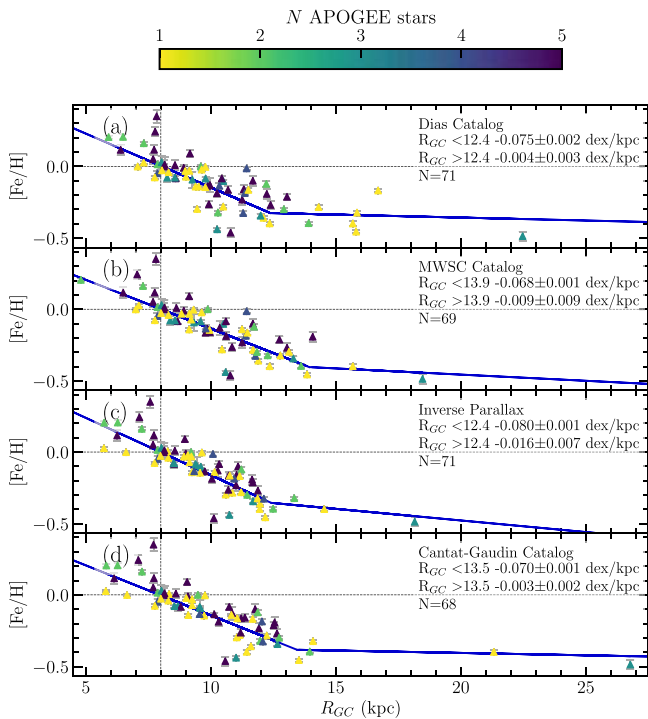 N APOGEE stars
1 2 3 4 5
(a)
Dias Catalog
R_GC <12.4 -0.075±0.002 dex/kpc
R_GC >12.4 -0.004±0.003 dex/kpc
N=71
[Fe/H]
0.0
−0.5
(b)
MWSC Catalog
R_GC <13.9 -0.068±0.001 dex/kpc
R_GC >13.9 -0.009±0.009 dex/kpc
N=69
[Fe/H]
0.0
−0.5
(c)
Inverse Parallax
R_GC <12.4 -0.080±0.001 dex/kpc
R_GC >12.4 -0.016±0.007 dex/kpc
N=71
[Fe/H]
0.0
−0.5
(d)
Cantat-Gaudin Catalog
R_GC <13.5 -0.070±0.001 dex/kpc
R_GC >13.5 -0.003±0.002 dex/kpc
N=68
[Fe/H]
0.0
−0.5
5 10 15 20 25
R_GC (kpc)